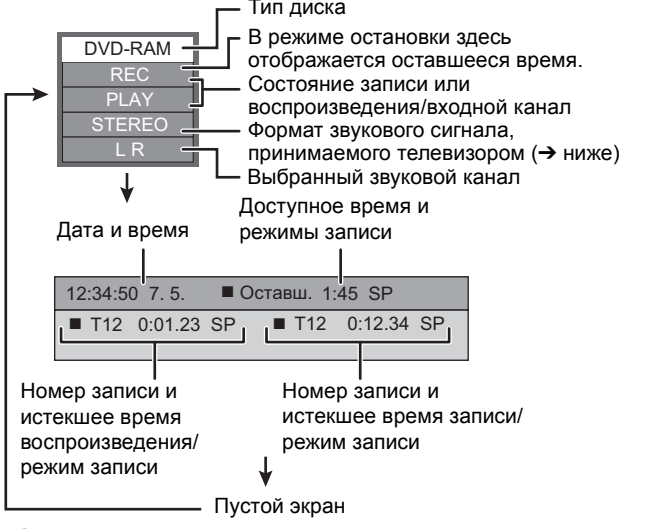 Тип диска
DVD-RAM
REC
PLAY
STEREO
L R
В режиме остановки здесь
отображается оставшееся время.
Состояние записи или
воспроизведения/входной канал
Формат звукового сигнала,
принимаемого телевизором (➔ ниже)
Выбранный звуковой канал
Дата и время
Доступное время и
режимы записи
12:34:50 7. 5. ■ Оставш. 1:45 SP
■ T12 0:01.23 SP ■ T12 0:12.34 SP
Номер записи и
истекшее время
воспроизведения/
режим записи
Номер записи и
истекшее время записи/
режим записи
Пустой экран